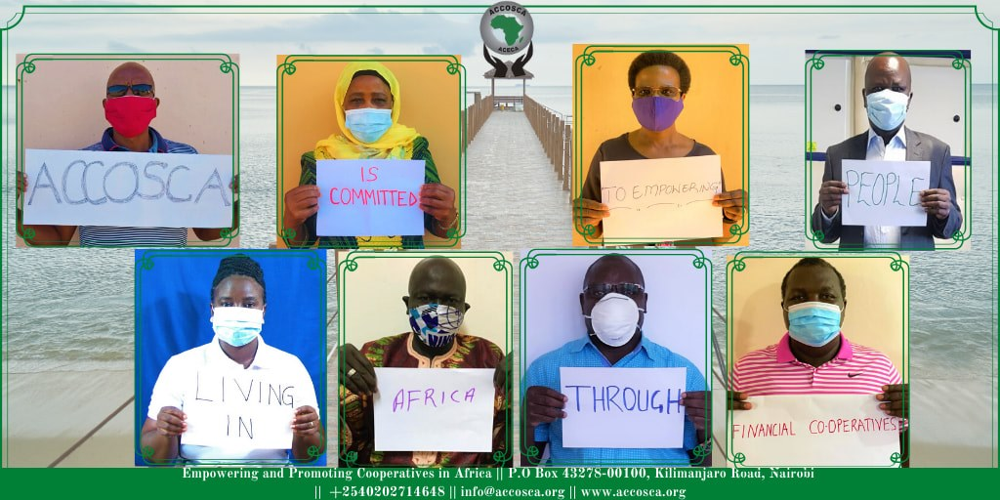 ACCOSCA
ACECA
ACCOSCA
IS
COMMITTED
TO EMPOWERING
PEOPLE
LIVING
IN
AFRICA
THROUGH
FINANCIAL CO-OPERATIVES
Empowering and Promoting Cooperatives in Africa || P.O Box 43278-00100, Kilimanjaro Road, Nairobi
|| +2540202714648 || info@accosca.org || www.accosca.org